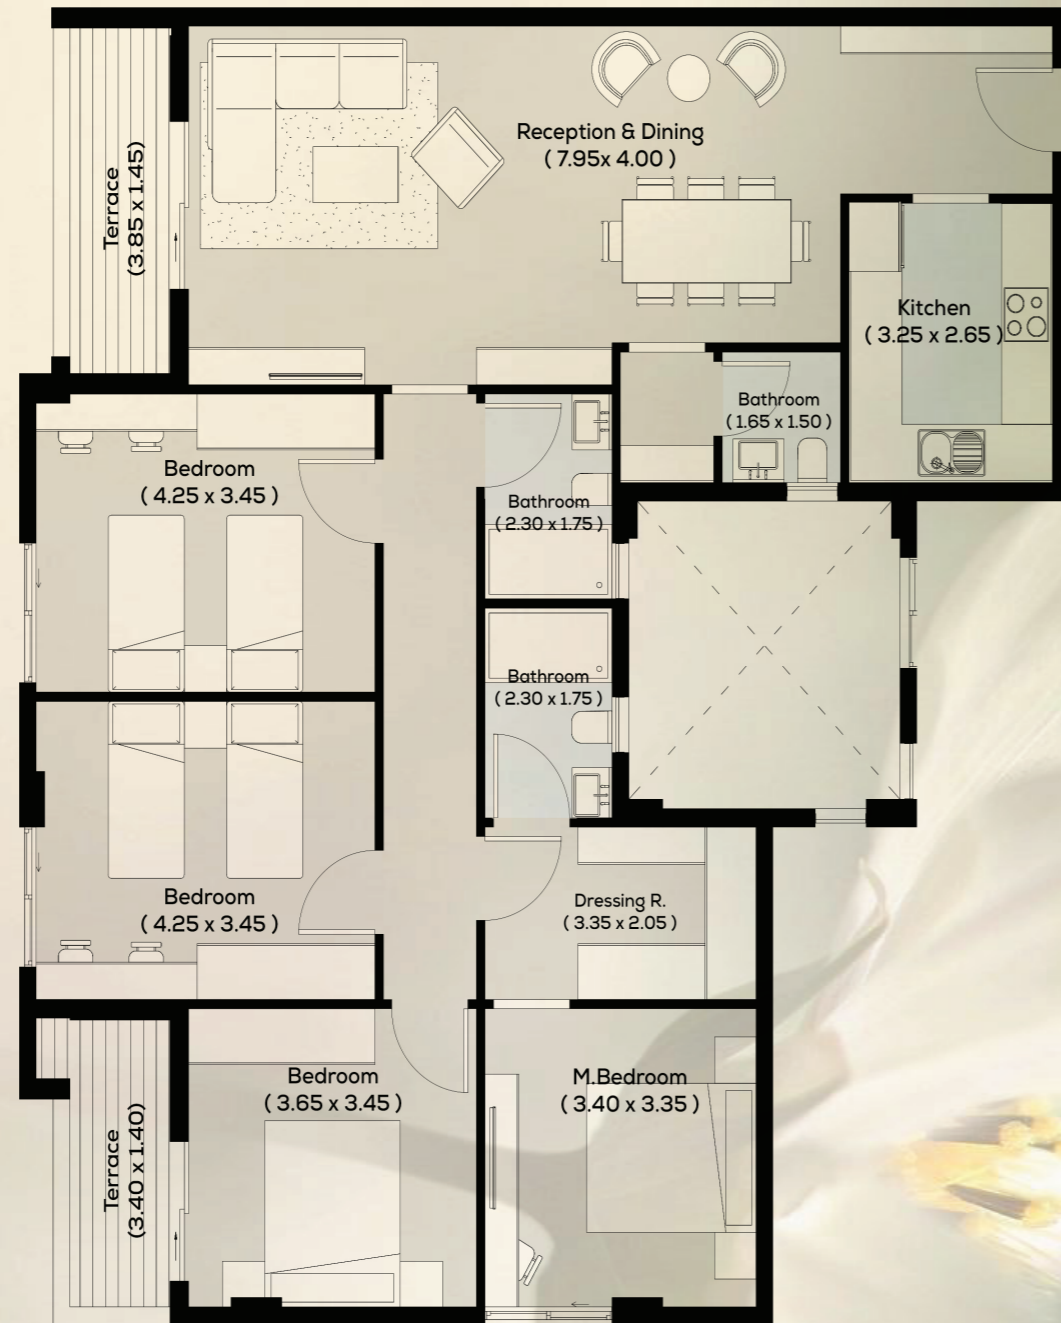 Terrace
(3.85 x 1.45)
Reception & Dining
( 7.95x 4.00 )
Kitchen
( 3.25 x 2.65 )
Bathroom
( 1.65 x 1.50 )
Bedroom
( 4.25 x 3.45 )
Bathroom
( 2.30 x 1.75 )
Bathroom
( 2.30 x 1.75 )
Bedroom
( 4.25 x 3.45 )
Dressing R.
( 3.35 x 2.05 )
Bedroom
( 3.65 x 3.45 )
M.Bedroom
( 3.40 x 3.35 )
Terrace
(3.40 x 1.40)